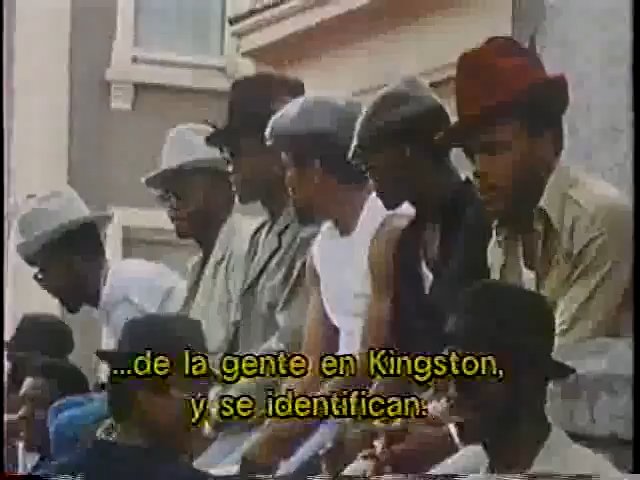 ...de la gente en Kingston,
y se identifican.